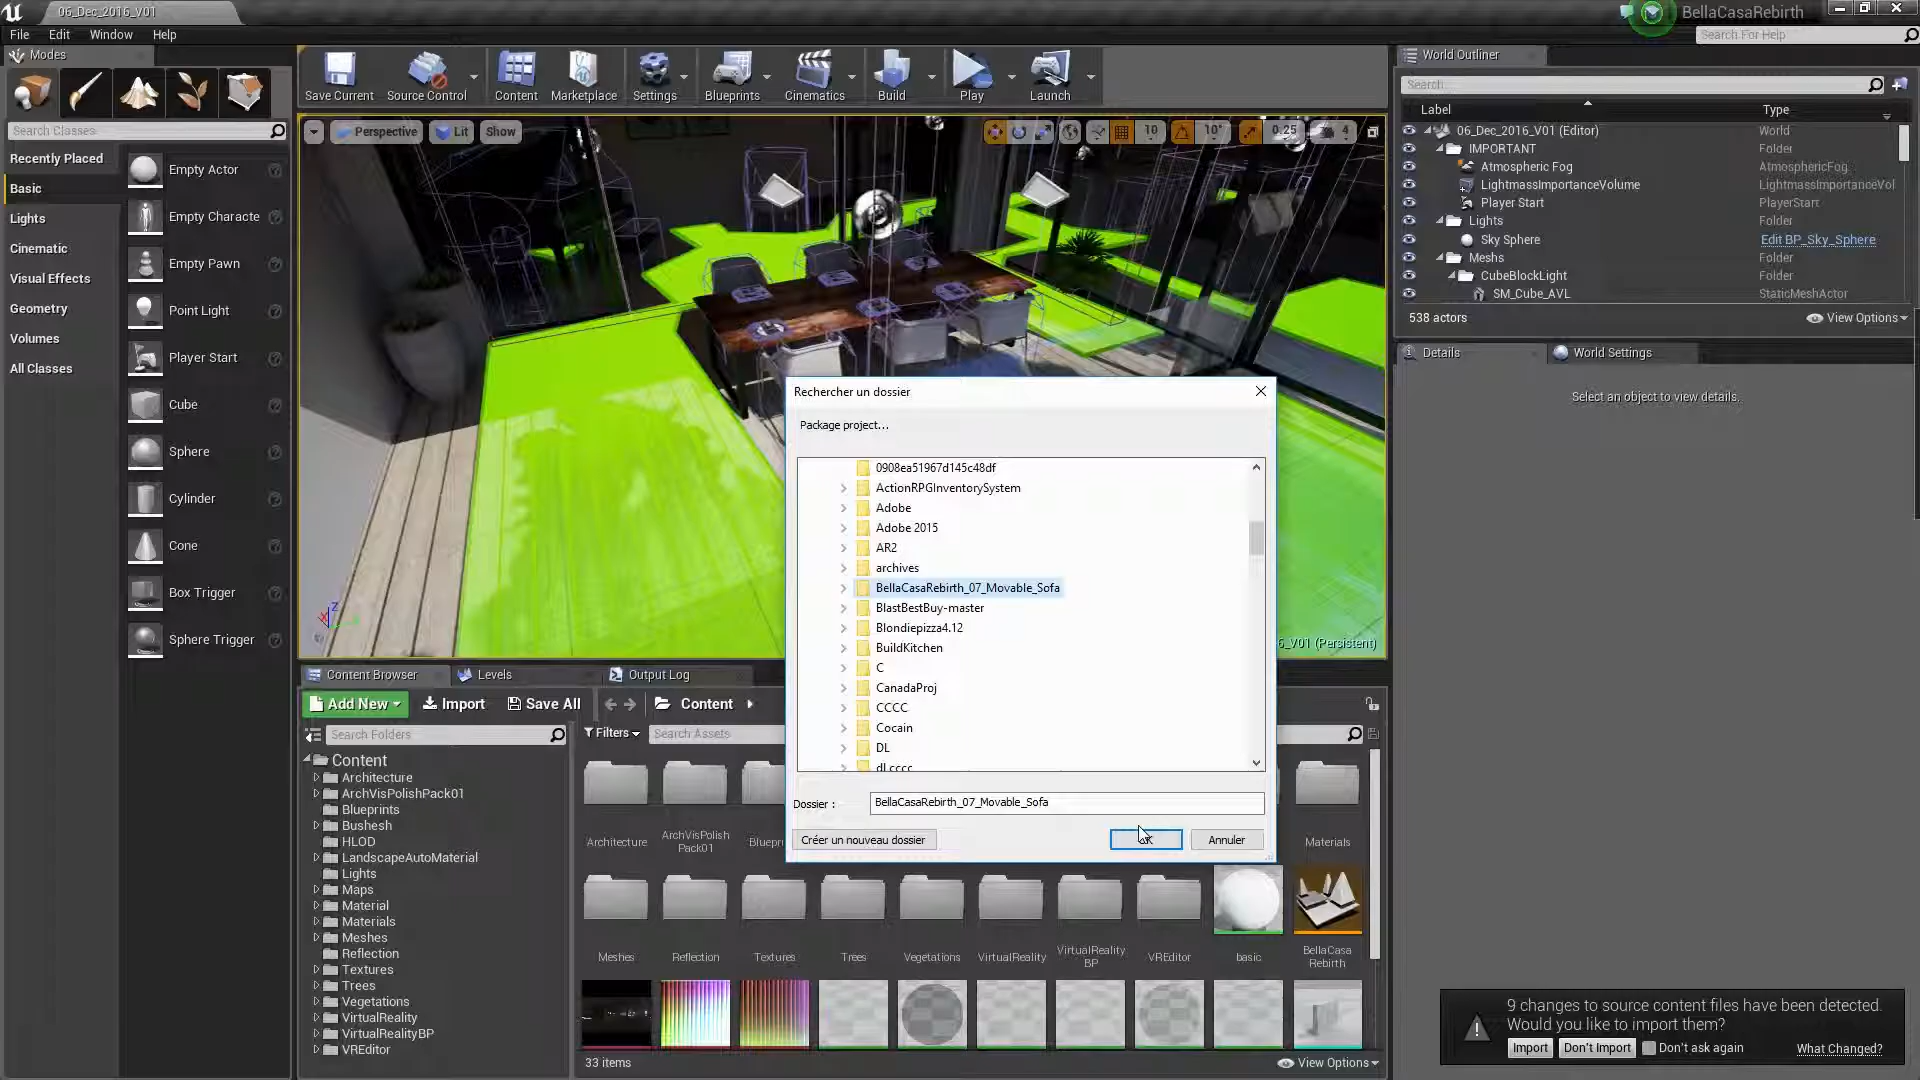 06_Dec_2016_V01
BellaCasaRebirth
File Edit Window Help
Search For Help
Modes
Search Classes
Recently Placed
Basic
Lights
Cinematic
Visual Effects
Geometry
Volumes
All Classes
Empty Actor
Empty Characte
Empty Pawn
Point Light
Player Start
Cube
Sphere
Cylinder
Cone
Box Trigger
Sphere Trigger
Save Current
Source Control
Content
Marketplace
Settings
Blueprints
Cinematics
Build
Play
Launch
Perspective
Lit
Show
10
10°
0.25
4
6_V01 (Persistent)
Rechercher un dossier
Package project...
0908ea51967d145c48df
ActionRPGInventorySystem
Adobe
Adobe 2015
AR2
archives
BellaCasaRebirth_07_Movable_Sofa
BlastBestBuy-master
Blondiepizza4.12
BuildKitchen
C
CanadaProj
CCCC
Cocain
DL
dLcccc
Dossier : BellaCasaRebirth_07_Movable_Sofa
Créer un nouveau dossier
Annuler
Content Browser
Levels
Output Log
Add New
Import
Save All
Content
Search Folders
Filters
Search Assets
Content
Architecture
ArchVisPolishPack01
Blueprints
Bushesh
HLOD
LandscapeAutoMaterial
Lights
Maps
Material
Materials
Meshes
Reflection
Textures
Trees
Vegetations
VirtualReality
VirtualRealityBP
VREditor
Architecture
ArchVisPolish
Pack01
Bluepri
Materials
Meshes
Reflection
Textures
Trees
Vegetations
VirtualReality
VirtualReality
BP
VREditor
basic
BellaCasa
Rebirth
33 items
View Options
World Outliner
Search...
Label Type
06_Dec_2016_V01 (Editor) World
IMPORTANT Folder
Atmospheric Fog AtmosphericFog
LightmassImportanceVolume LightmassImportanceVol
Player Start PlayerStart
Lights Folder
Sky Sphere Edit BP_Sky_Sphere
Meshs Folder
CubeBlockLight Folder
SM_Cube_AVL StaticMeshActor
538 actors
View Options
Details
World Settings
Select an object to view details.
9 changes to source content files have been detected.
Would you like to import them?
Import
Don't Import
Don't ask again
What Changed?